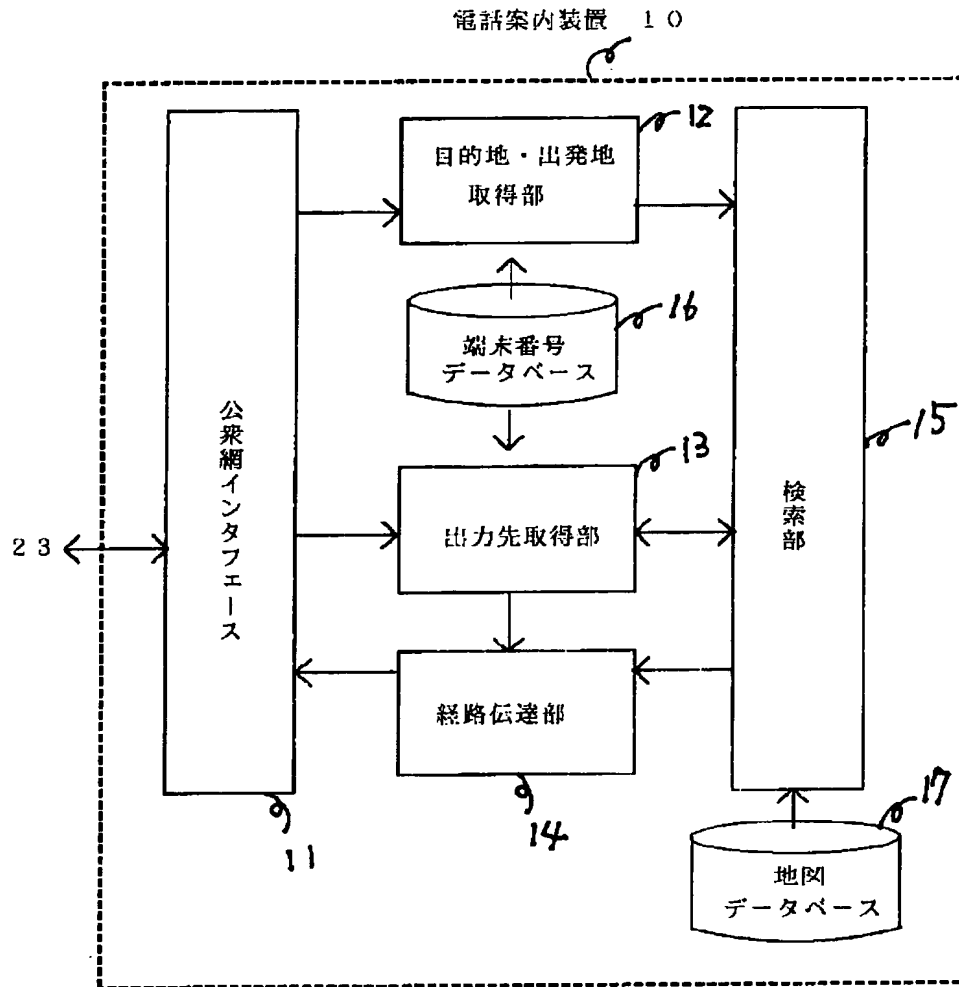 電話案内装置 10
12
目的地・出発地
取得部
16
端末番号
データベース
公衆網インタフェース
13
15
検索部
23
出力先取得部
経路伝達部
14
11
17
地図
データベース